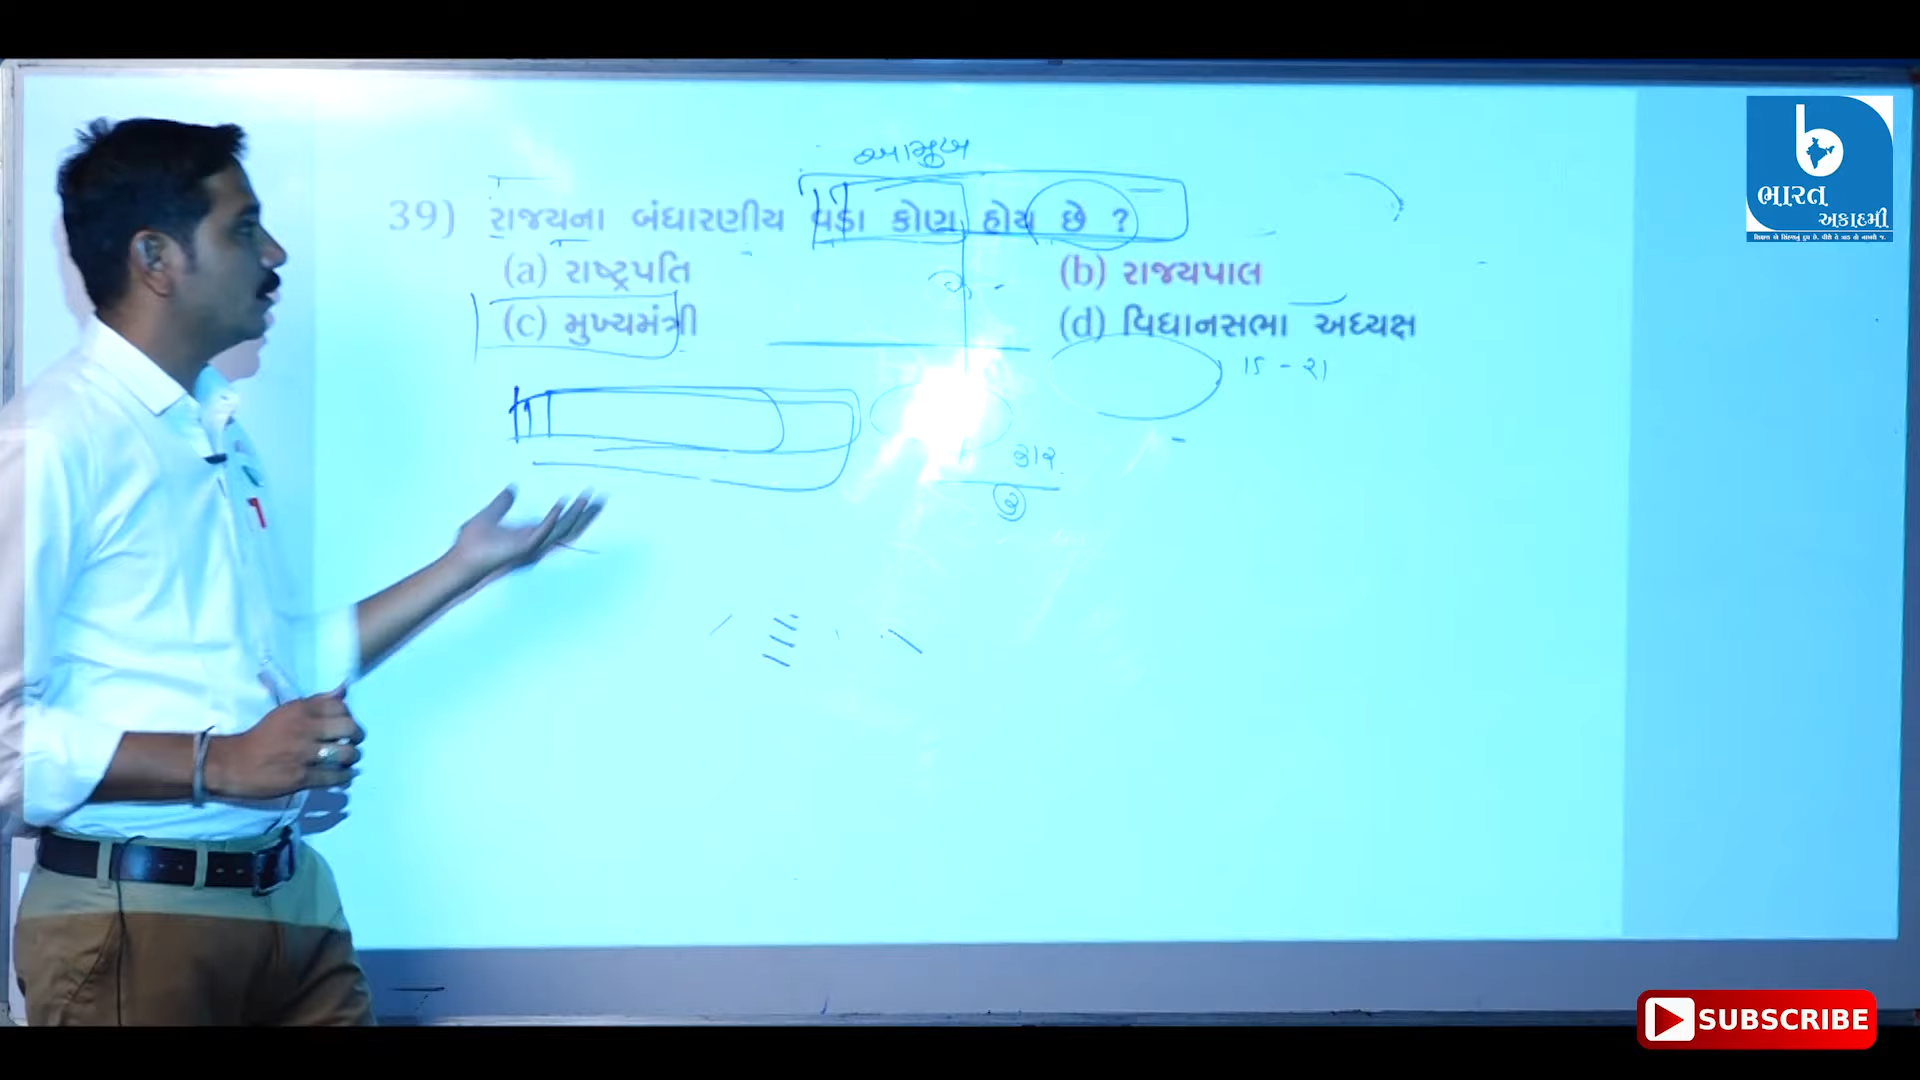 આમુખ
39) રાજ્યના બંધારણીય વડા કોણ હોય છે ?
(a) રાષ્ટ્રપતિ
(b) રાજ્યપાલ
(c) મુખ્યમંત્રી
(d) વિધાનસભા અધ્યક્ષ
ભારત
અકાદમી
SUBSCRIBE